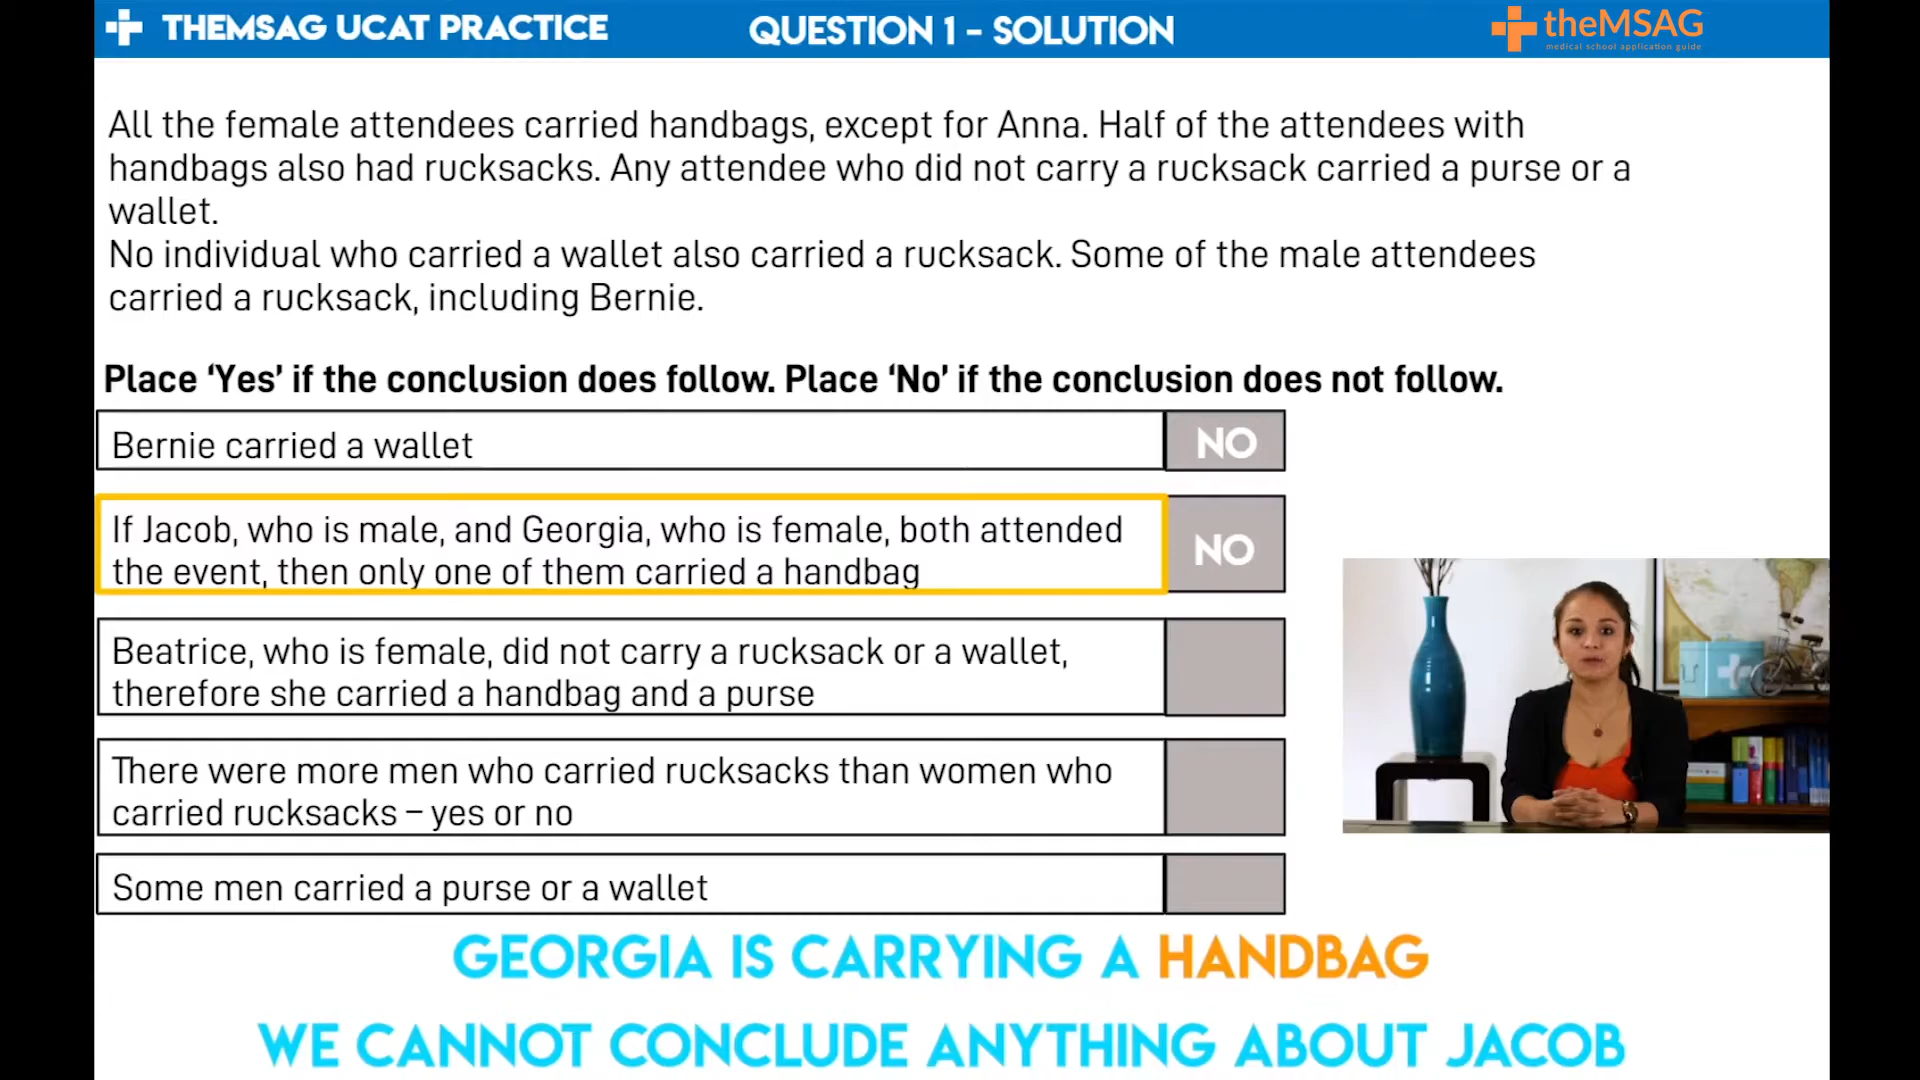 THEMSAG UCAT PRACTICE
QUESTION 1 - SOLUTION
theMSAG
medical school application guide
All the female attendees carried handbags, except for Anna. Half of the attendees with
handbags also had rucksacks. Any attendee who did not carry a rucksack carried a purse or a
wallet.
No individual who carried a wallet also carried a rucksack. Some of the male attendees
carried a rucksack, including Bernie.
Place ‘Yes’ if the conclusion does follow. Place ‘No’ if the conclusion does not follow.
Bernie carried a wallet
NO
If Jacob, who is male, and Georgia, who is female, both attended
the event, then only one of them carried a handbag
NO
Beatrice, who is female, did not carry a rucksack or a wallet,
therefore she carried a handbag and a purse
There were more men who carried rucksacks than women who
carried rucksacks – yes or no
Some men carried a purse or a wallet
GEORGIA IS CARRYING A HANDBAG
WE CANNOT CONCLUDE ANYTHING ABOUT JACOB